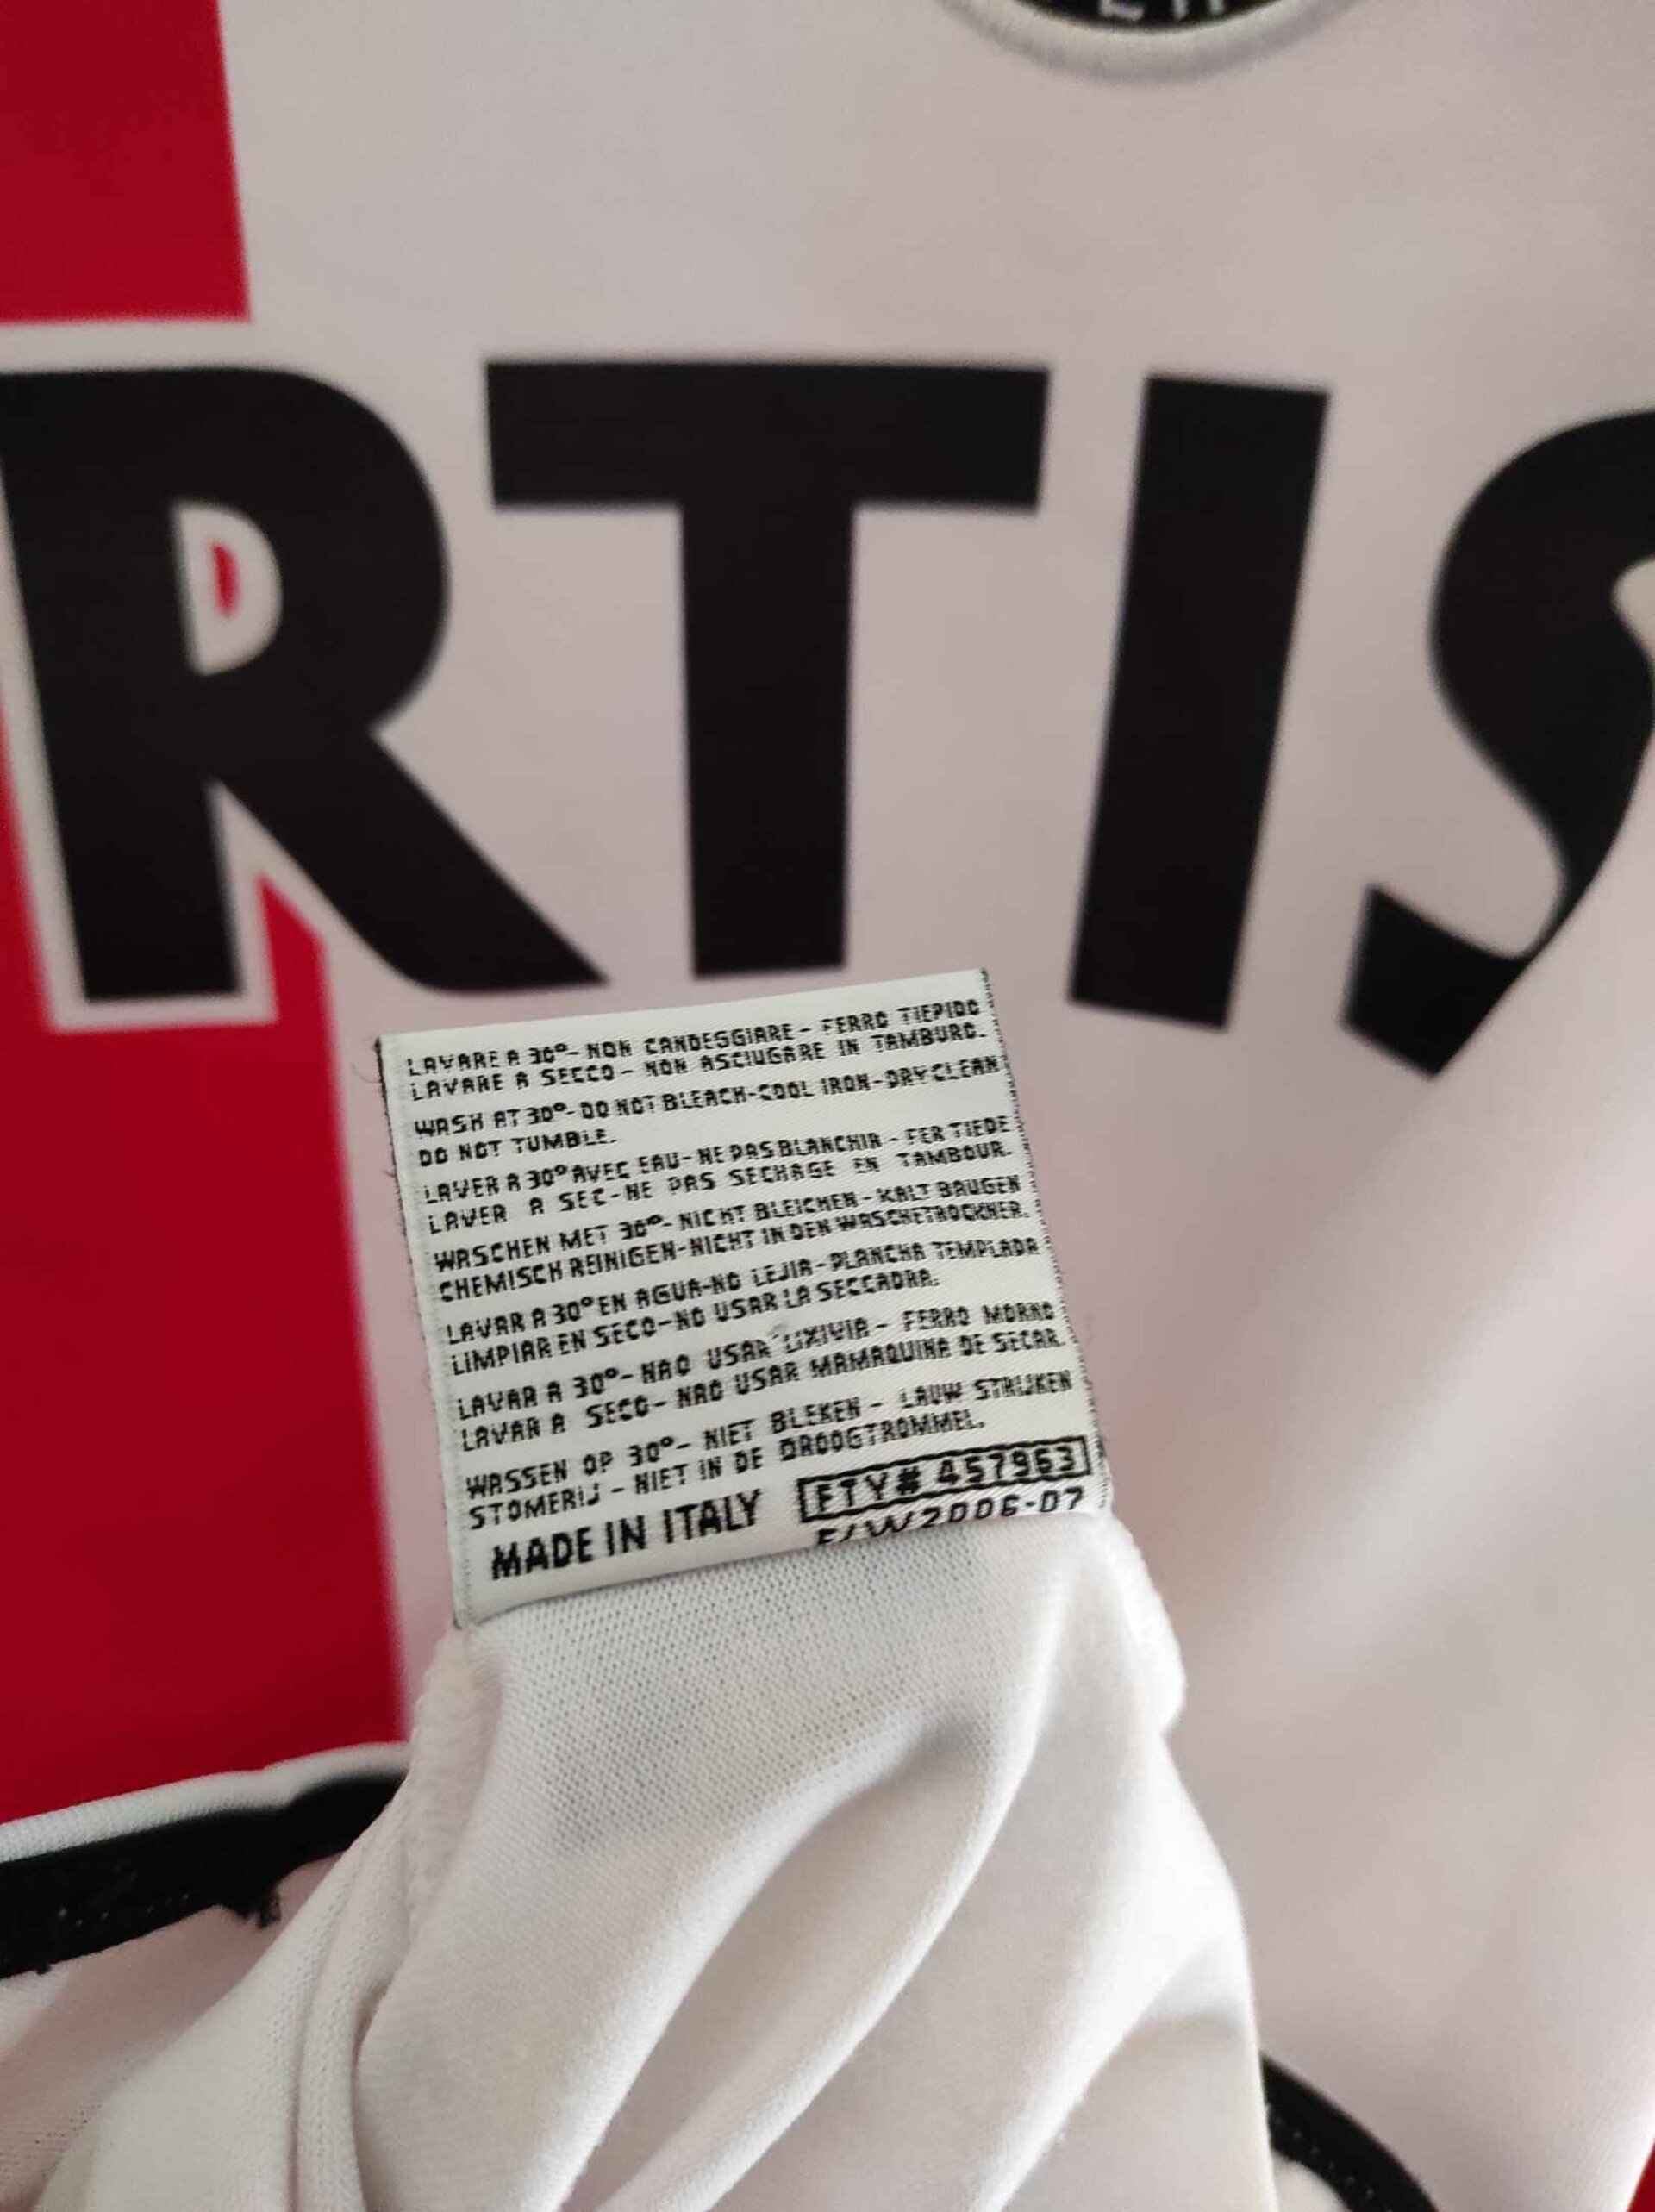 RTIS
LAVARE A 30°- NON CANDEGGIARE - FERRO TIEPIDO
LAVARE A SECCO - NON ASCIUGARE IN TAMBURO.
WASH AT 30°- DO NOT BLEACH-COOL IRON-DRY CLEAN
DO NOT TUMBLE.
LAVER A 30° AVEC EAU- NE PAS BLANCHIR - FER TIEDE
LAVER A SEC-NE PAS SECHAGE EN TAMBOUR.
WASCHEN MET 30°- NICHT BLEICHEN - KALT BAUGEN
CHEMISCH REINIGEN-NICHT IN DEN WASCHETROCKNER.
LAVAR A 30° EN AGUA-NO LEJIA-PLANCHA TEMPLADA
LIMPIAR EN SECO-NO USAR LA SECCADRA.
LAVAR A 30°- NAO USAR LIXIVIA - FERRO MORNO
LAVAR A SECO- NAO USAR MAMAQUINA DE SECAR.
WASSEN OP 30°- NIET BLEKEN - LAUW STRIJKEN
STOMERIJ - NIET IN DE DROOGTROMMEL.
MADE IN ITALY FTY# 457963
F/W2006-07